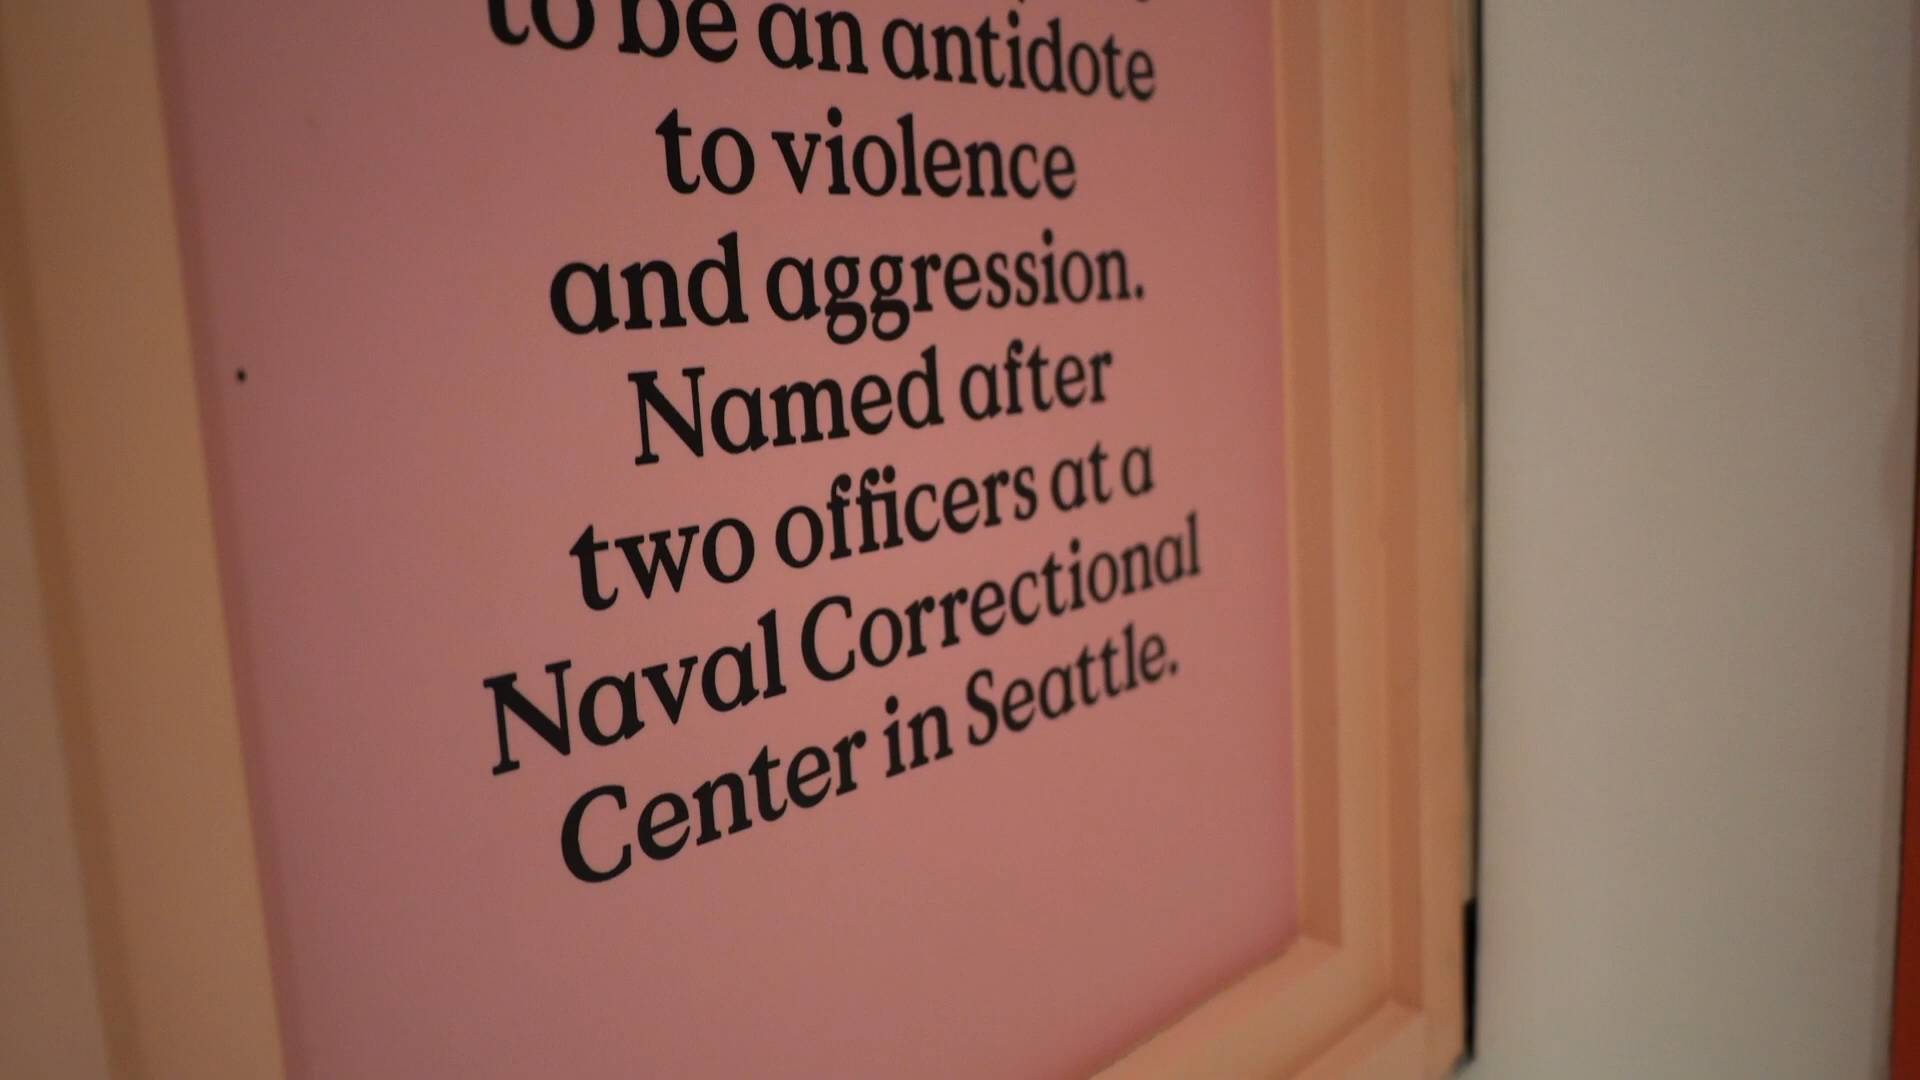 to be an antidote
to violence
and aggression.
Named after
two officers at a
Naval Correctional
Center in Seattle.